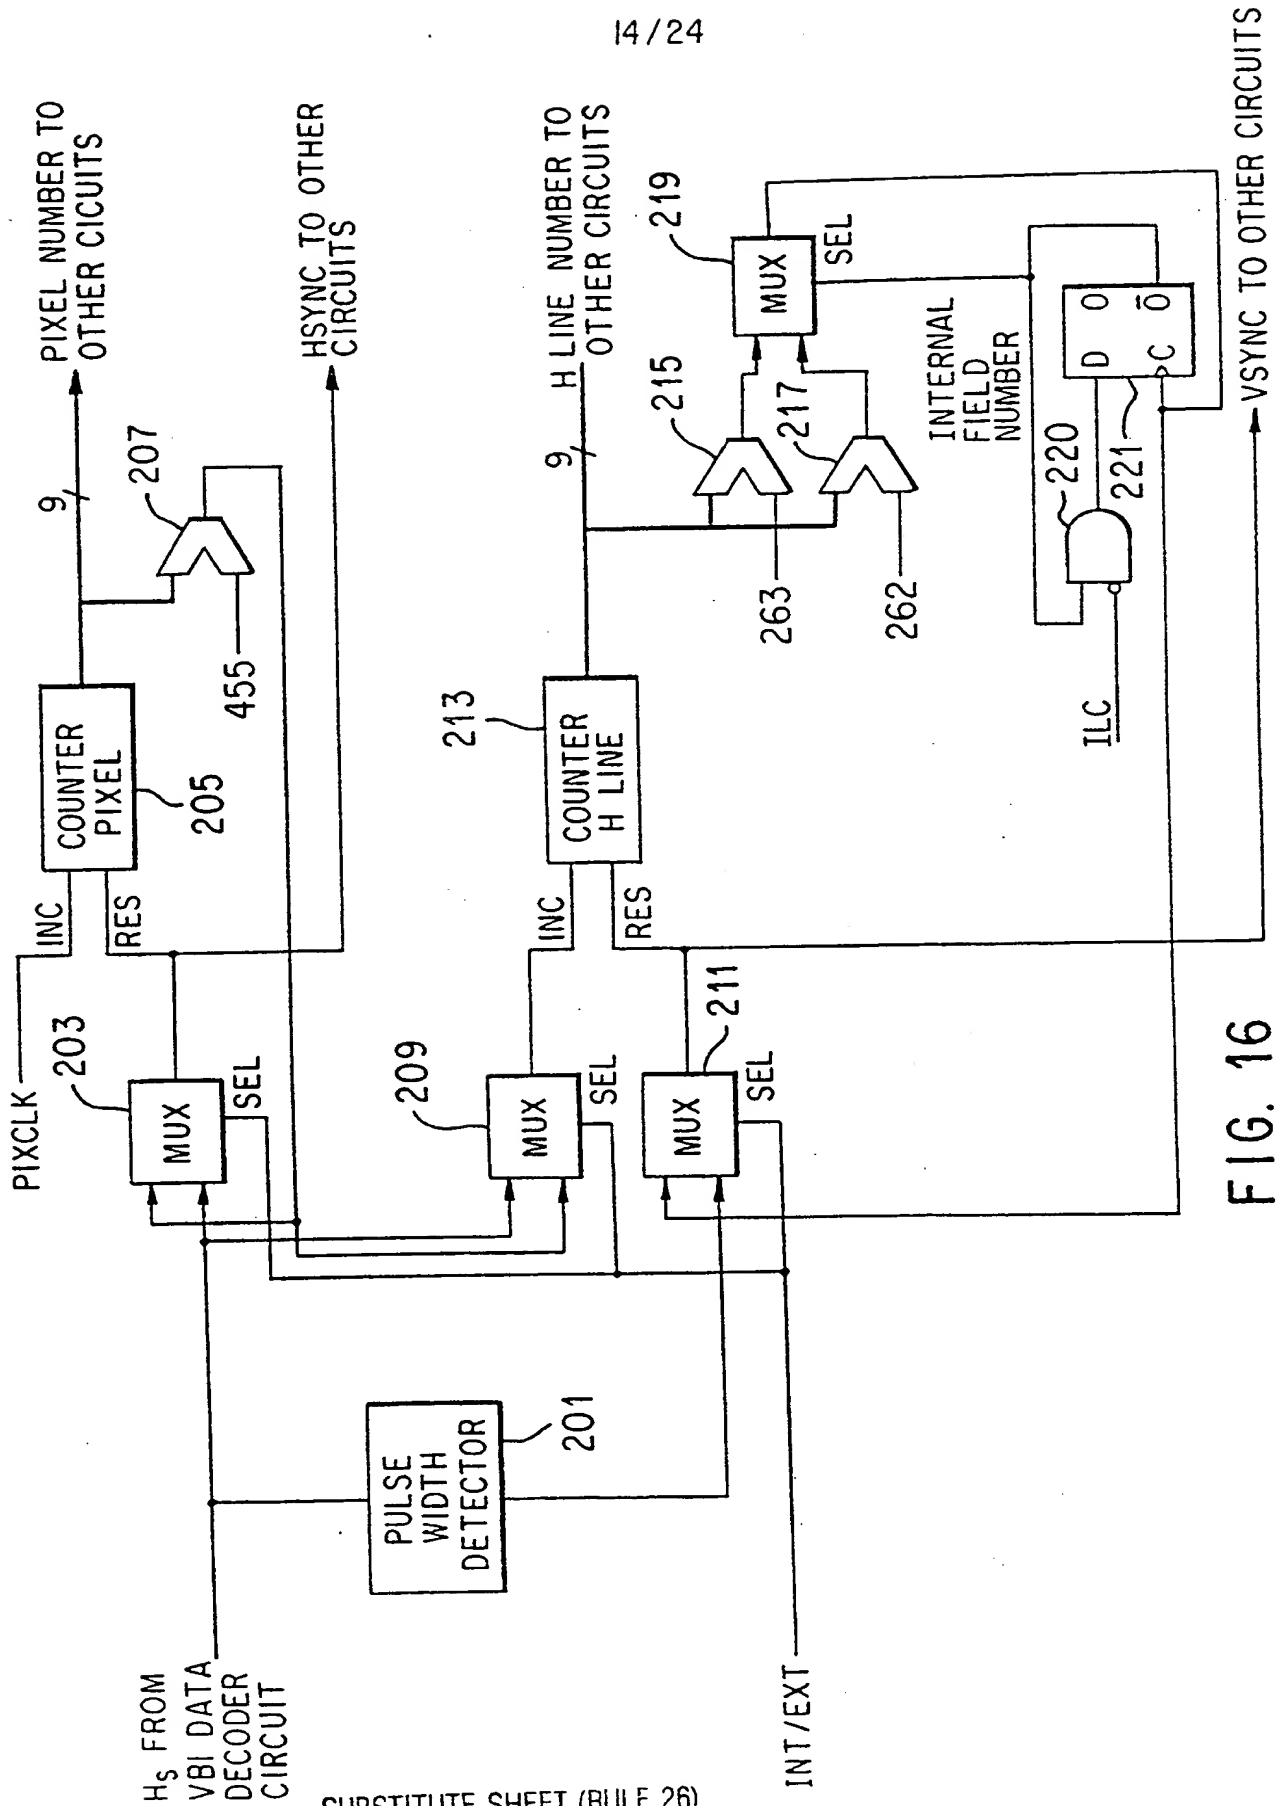 14/24
PIXEL NUMBER TO
OTHER CICUITS
9
207
455
COUNTER
PIXEL
205
INC
RES
PIXCLK
203
MUX
SEL
HSYNC TO OTHER
CIRCUITS
H LINE NUMBER TO
OTHER CIRCUITS
9
213
COUNTER
H LINE
INC
RES
209
MUX
SEL
211
MUX
SEL
215
263
217
262
219
MUX
SEL
INTERNAL
FIELD
NUMBER
220
221
D
O
C
O̅
ILC
VSYNC TO OTHER CIRCUITS
PULSE
WIDTH
DETECTOR
201
HS FROM
VBI DATA
DECODER
CIRCUIT
INT/EXT
FIG. 16
SUBSTITUTE SHEET (RULE 26)